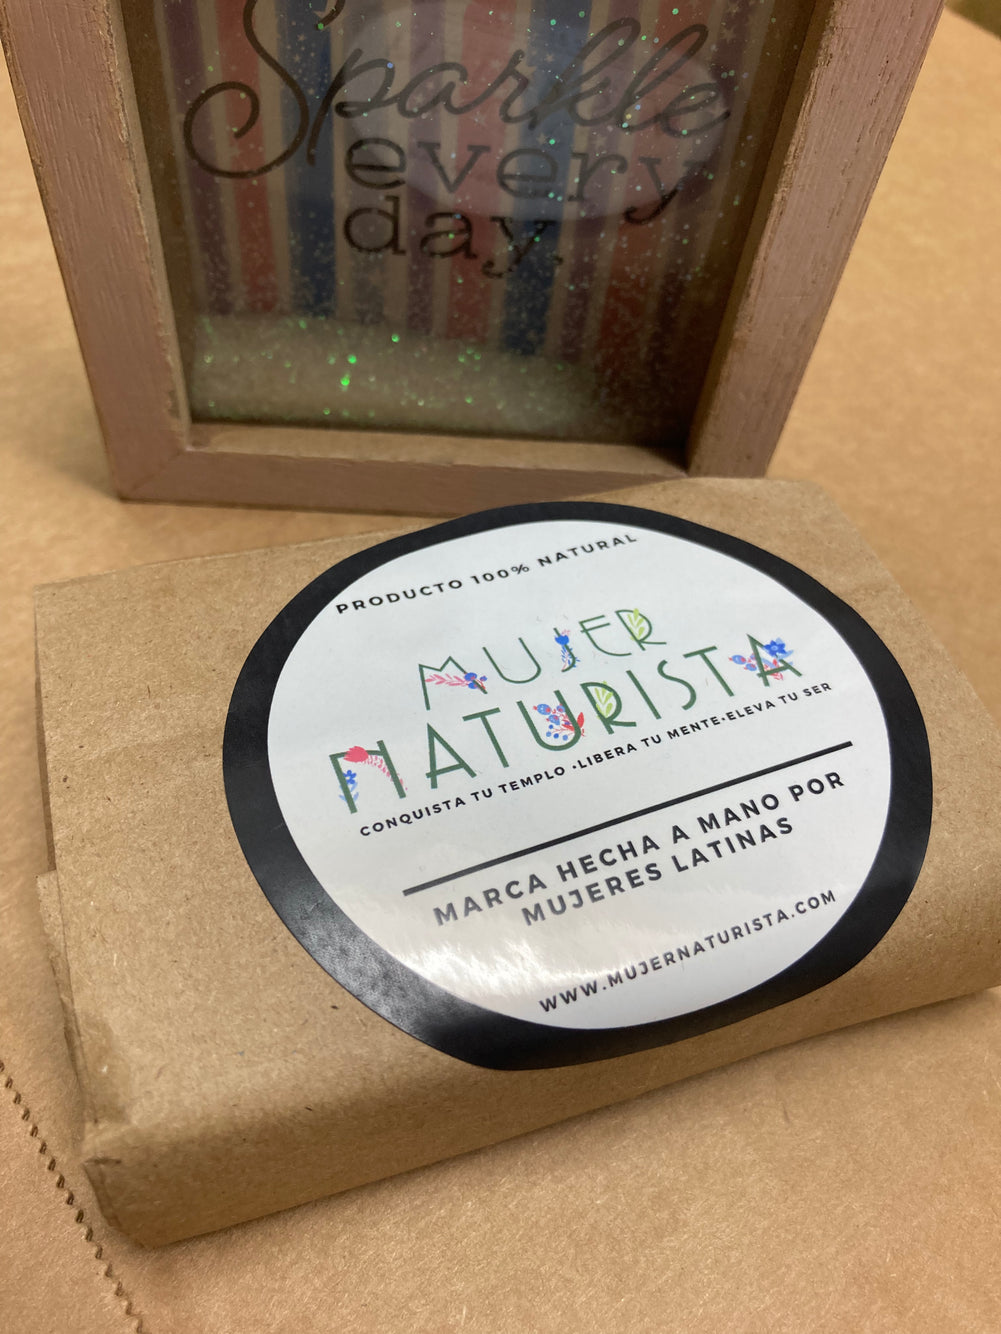 Sparkle
every
day.
PRODUCTO 100% NATURAL
MUJER
NATURISTA
CONQUISTA TU TEMPLO •LIBERA TU MENTE•ELEVA TU SER
MARCA HECHA A MANO POR
MUJERES LATINAS
WWW.MUJERNATURISTA.COM